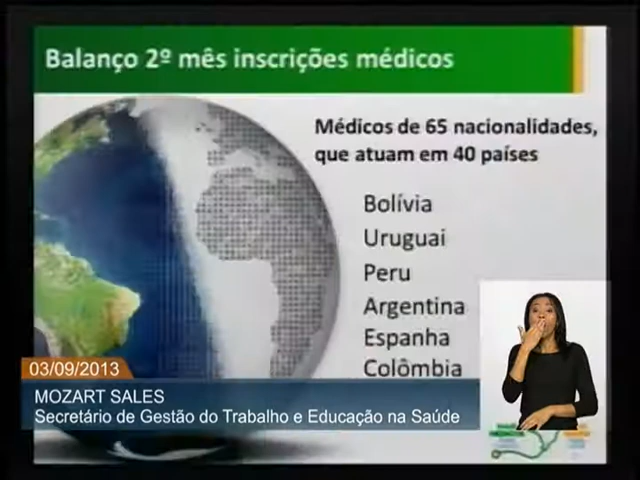 Balanço 2º mês inscrições médicos
Médicos de 65 nacionalidades,
que atuam em 40 países
Bolívia
Uruguai
Peru
Argentina
Espanha
Colômbia
03/09/2013
MOZART SALES
Secretário de Gestão do Trabalho e Educação na Saúde